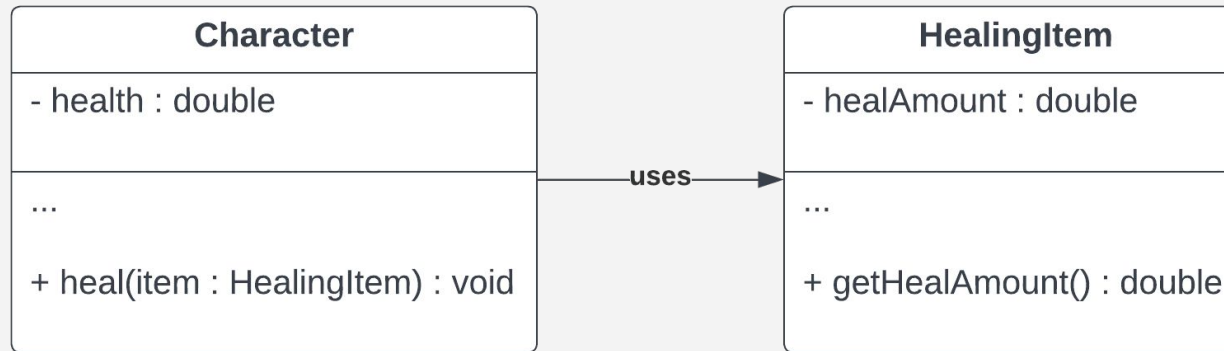 Character
- health : double
...
+ heal(item : HealingItem) : void
uses
HealingItem
- healAmount : double
...
+ getHealAmount() : double